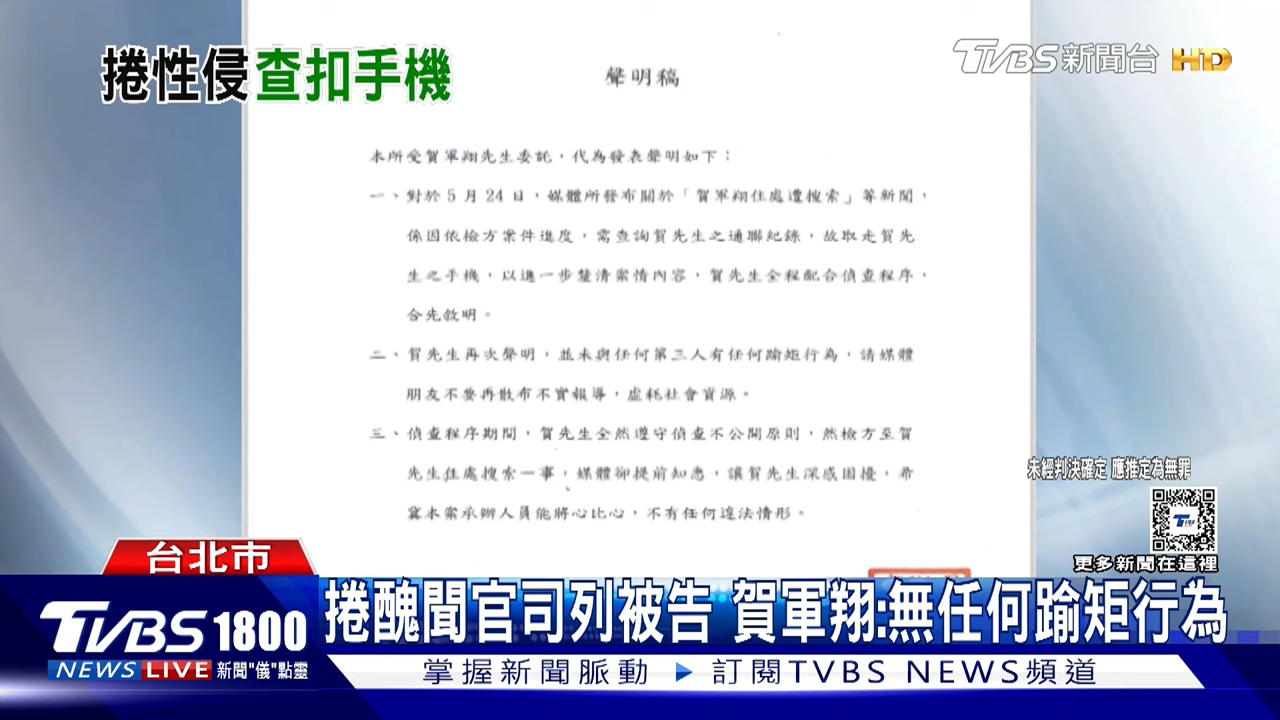 捲性侵查扣手機
TVBS新聞台 HD
聲明稿
本所受賀軍翔先生委託，代為發表聲明如下：
一、對於5月24日，媒體所發布關於「賀軍翔住處遭搜索」等新聞，
係因依檢方案件進度，需查詢賀先生之通聯紀錄，故取走賀先
生之手機，以進一步釐清案情內容，賀先生全程配合偵查程序，
合先敘明。
二、賀先生再次聲明，並未與任何第三人有任何踰矩行為，請媒體
朋友不要再散布不實報導，虛耗社會資源。
三、偵查程序期間，賀先生全然遵守偵查不公開原則，然檢方至賀
先生住處搜索一事，媒體卻提前知悉，讓賀先生深感困擾，希
冀本案承辦人員能將心比心，不有任何違法情形。
未經判決確定 應推定為無罪
TVBS
更多新聞在這裡
台北市
捲醜聞官司列被告 賀軍翔:無任何踰矩行為
TVBS 1800
NEWS LIVE 新聞"儀"點靈
掌握新聞脈動 ▶ 訂閱TVBS NEWS頻道